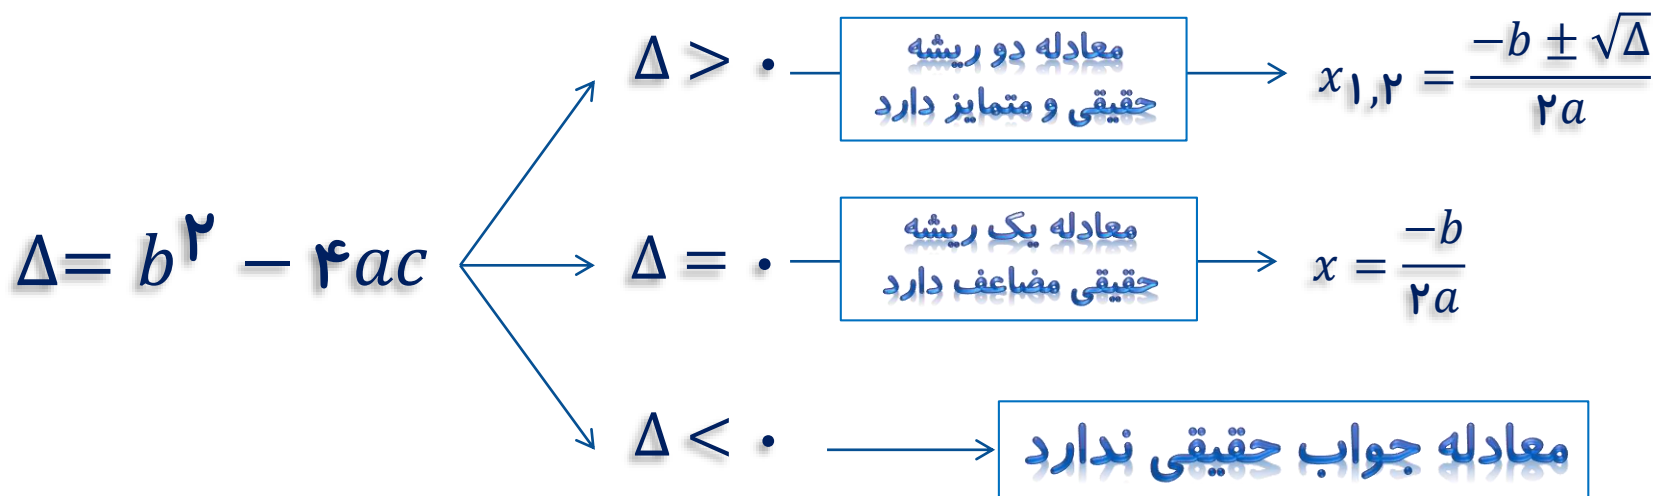 Δ > ۰
معادله دو ریشه
حقیقی و متمایز دارد
x۱,۲ = (−b ± √Δ) / ۲a
Δ= b^۲ − ۴ac
Δ = ۰
معادله یک ریشه
حقیقی مضاعف دارد
x = −b / ۲a
Δ < ۰
معادله جواب حقیقی ندارد